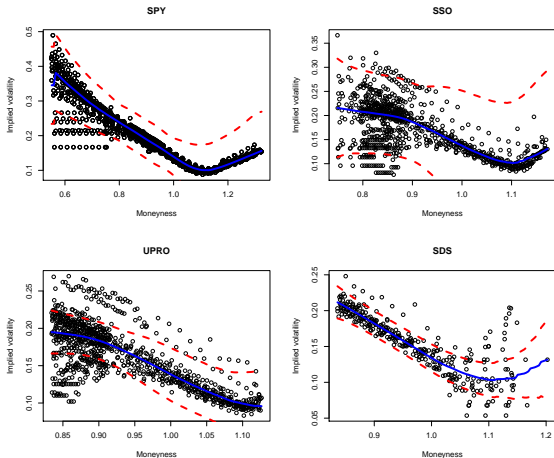 SPY
Implied volatility
0.1 0.2 0.3 0.4 0.5
0.6 0.8 1.0 1.2
Moneyness
SSO
Implied volatility
0.10 0.15 0.20 0.25 0.30 0.35
0.8 0.9 1.0 1.1
Moneyness
UPRO
Implied volatility
0.10 0.15 0.20 0.25
0.85 0.90 0.95 1.00 1.05 1.10
Moneyness
SDS
Implied volatility
0.05 0.10 0.15 0.20 0.25
0.9 1.0 1.1 1.2
Moneyness